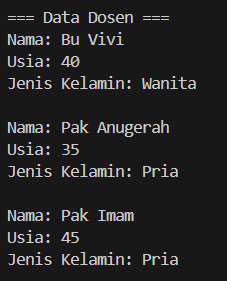 === Data Dosen ===
Nama: Bu Vivi
Usia: 40
Jenis Kelamin: Wanita

Nama: Pak Anugerah
Usia: 35
Jenis Kelamin: Pria

Nama: Pak Imam
Usia: 45
Jenis Kelamin: Pria